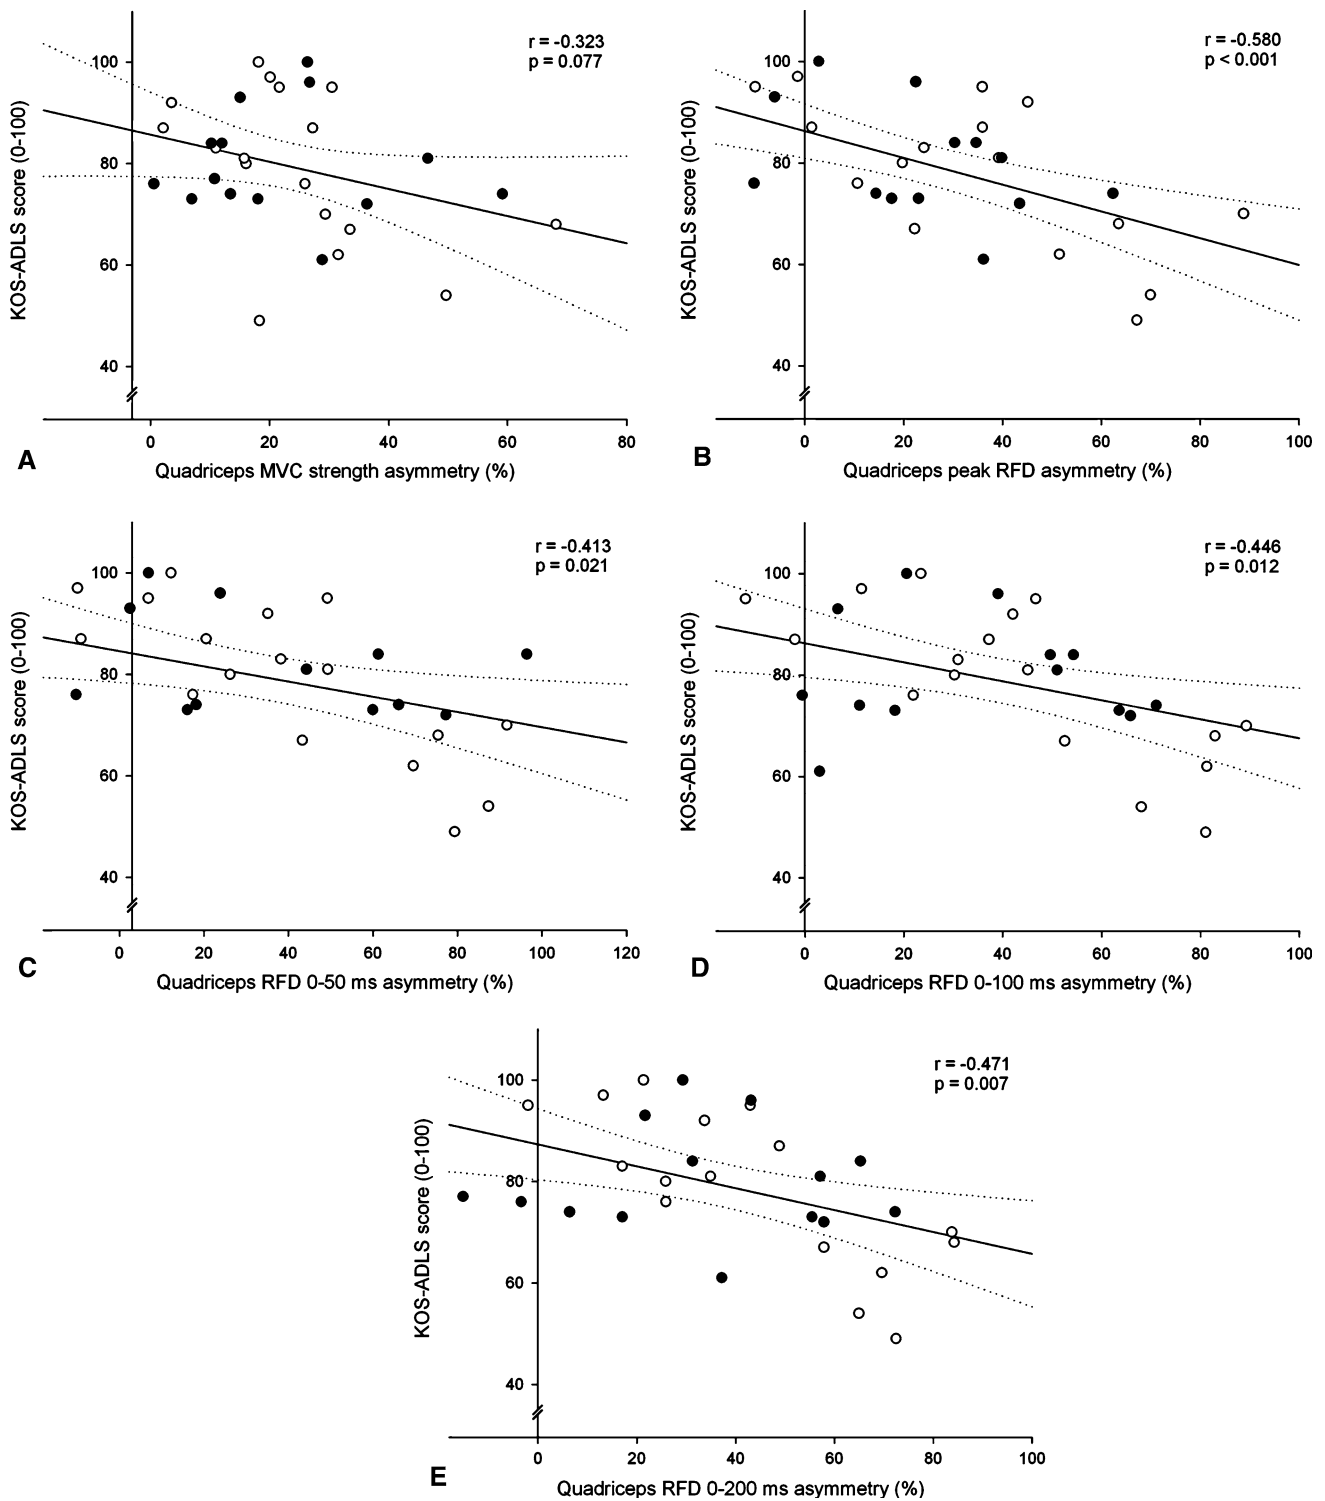 r = -0.323
p = 0.077
100
80
60
40
KOS-ADLS score (0-100)
0 20 40 60 80
A
Quadriceps MVC strength asymmetry (%)
r = -0.580
p < 0.001
100
80
60
40
KOS-ADLS score (0-100)
0 20 40 60 80 100
B
Quadriceps peak RFD asymmetry (%)
r = -0.413
p = 0.021
100
80
60
40
KOS-ADLS score (0-100)
0 20 40 60 80 100 120
C
Quadriceps RFD 0-50 ms asymmetry (%)
r = -0.446
p = 0.012
100
80
60
40
KOS-ADLS score (0-100)
0 20 40 60 80 100
D
Quadriceps RFD 0-100 ms asymmetry (%)
r = -0.471
p = 0.007
100
80
60
40
KOS-ADLS score (0-100)
0 20 40 60 80 100
E
Quadriceps RFD 0-200 ms asymmetry (%)